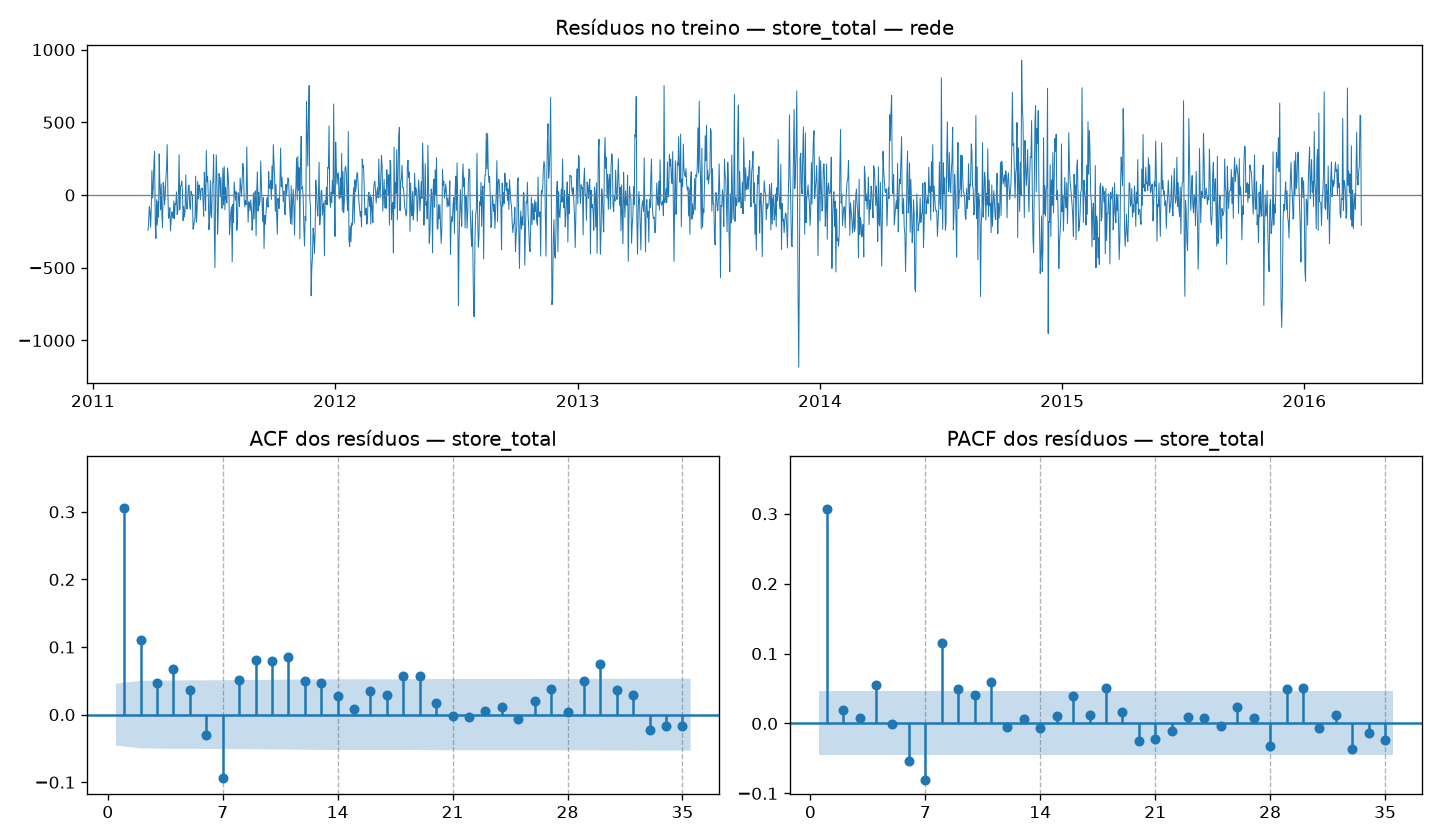 Resíduos no treino — store_total — rede
1000
500
0
−500
−1000
2011 2012 2013 2014 2015 2016
ACF dos resíduos — store_total
0.3
0.2
0.1
0.0
−0.1
0 7 14 21 28 35
PACF dos resíduos — store_total
0.3
0.2
0.1
0.0
−0.1
0 7 14 21 28 35